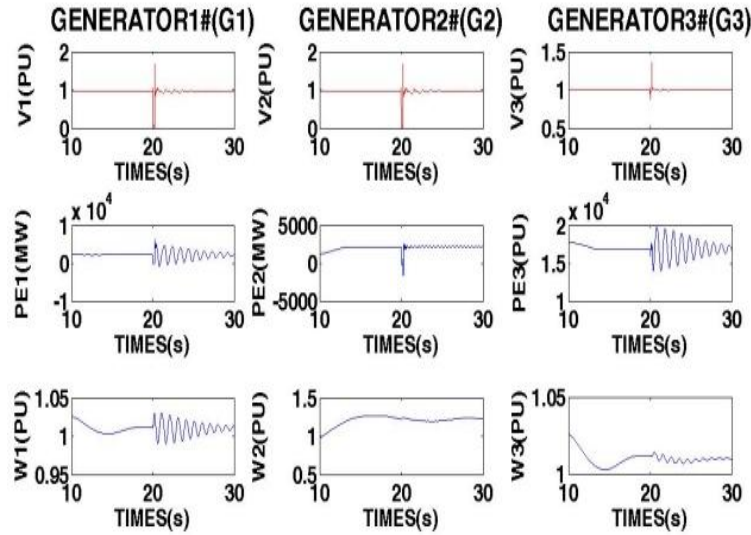 GENERATOR1#(G1) GENERATOR2#(G2) GENERATOR3#(G3)
V1(PU)
2
1
0
10 20 30
TIMES(s)
V2(PU)
2
1
0
10 20 30
TIMES(s)
V3(PU)
1.5
1
0.5
10 20 30
TIMES(s)
PE1(MW)
x 10^4
1
0
-1
10 20 30
TIMES(s)
PE2(MW)
5000
0
-5000
10 20 30
TIMES(s)
PE3(PU)
x 10^4
2
1.5
1
10 20 30
TIMES(s)
W1(PU)
1.05
1
0.95
10 20 30
TIMES(s)
W2(PU)
1.5
1
0.5
10 20 30
TIMES(s)
W3(PU)
1.05
1
10 20 30
TIMES(s)